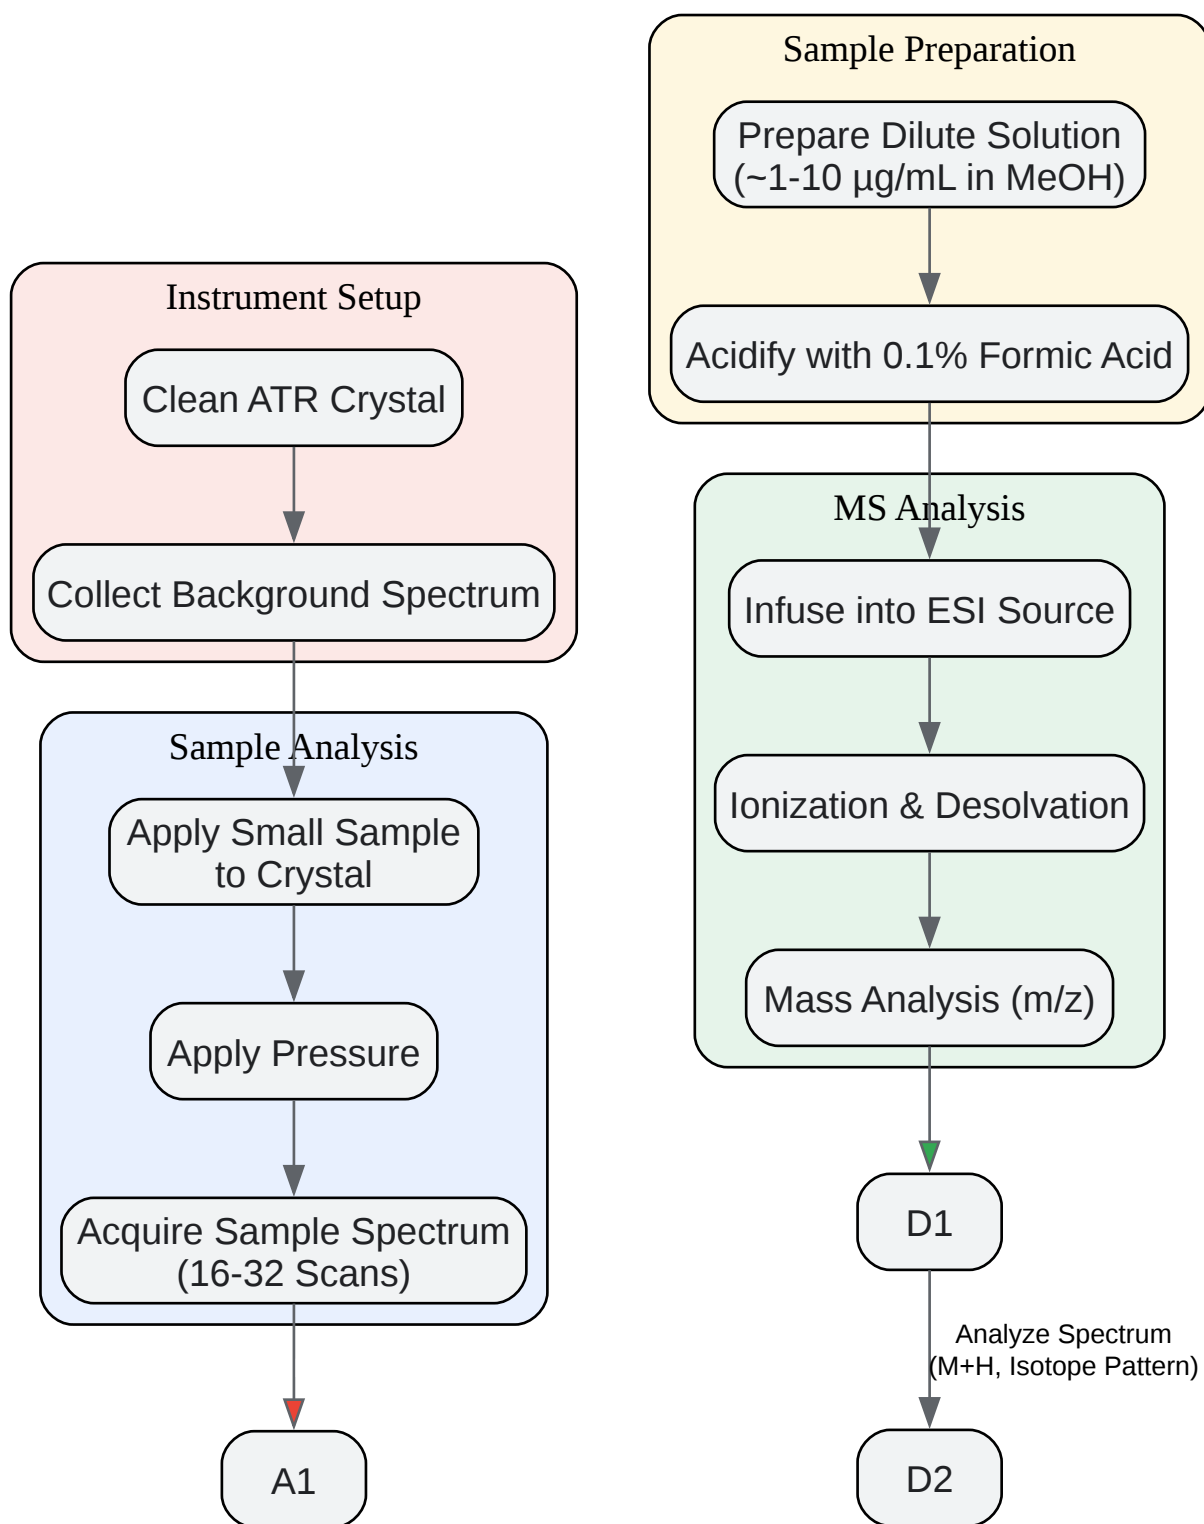 Sample Preparation
Prepare Dilute Solution
(~1-10 µg/mL in MeOH)
Acidify with 0.1% Formic Acid
MS Analysis
Infuse into ESI Source
Ionization & Desolvation
Mass Analysis (m/z)
D1
Analyze Spectrum
(M+H, Isotope Pattern)
D2
Instrument Setup
Clean ATR Crystal
Collect Background Spectrum
Sample Analysis
Apply Small Sample
to Crystal
Apply Pressure
Acquire Sample Spectrum
(16-32 Scans)
A1